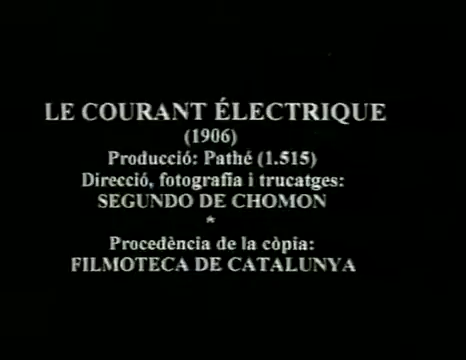 LE COURANT ÉLECTRIQUE
(1906)
Producció: Pathé (1.515)
Direcció, fotografía i trucatges:
SEGUNDO DE CHOMON
*
Procedència de la còpia:
FILMOTECA DE CATALUNYA